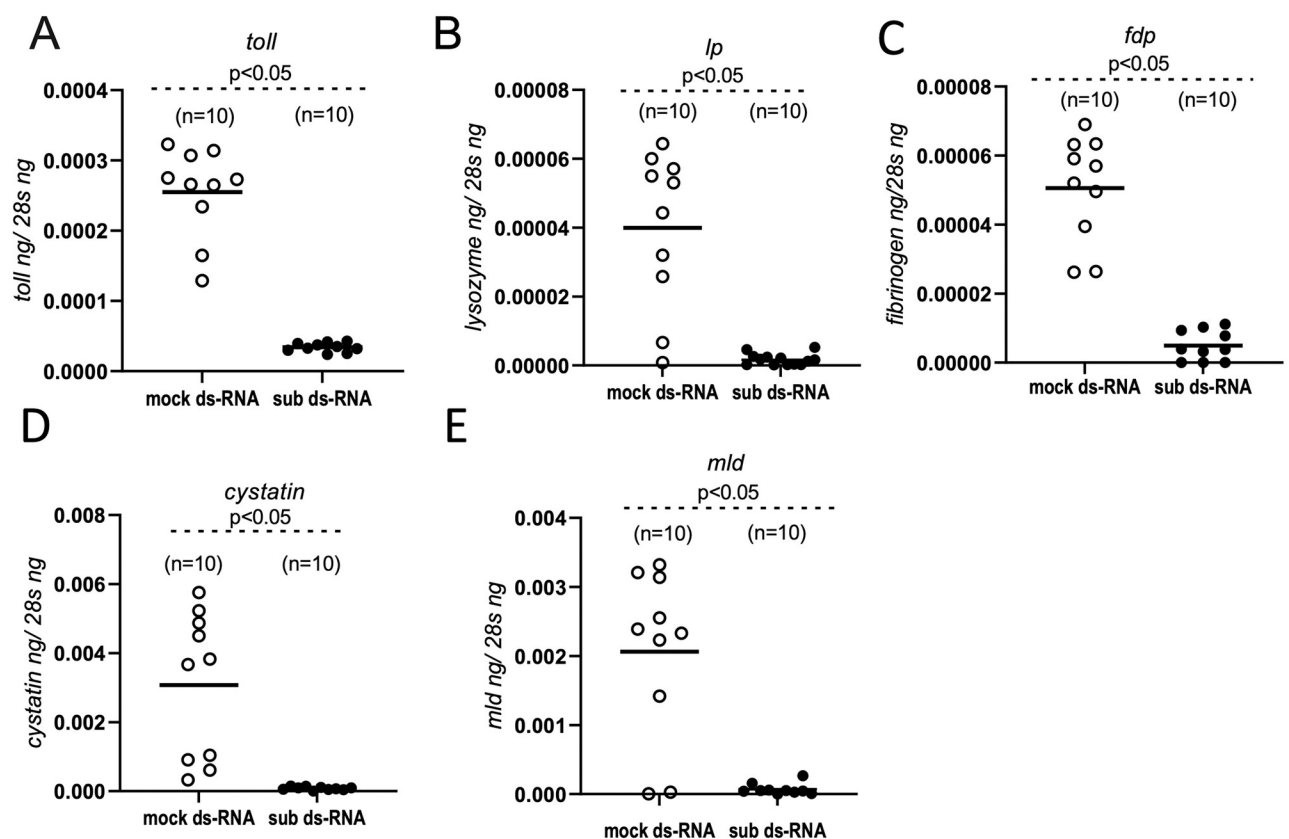 A
toll
p<0.05
(n=10) (n=10)
0.0004
0.0003
0.0002
0.0001
0.0000
toll ng/ 28s ng
mock ds-RNA sub ds-RNA
B
lp
p<0.05
(n=10) (n=10)
0.00008
0.00006
0.00004
0.00002
0.00000
lysozyme ng/ 28s ng
mock ds-RNA sub ds-RNA
C
fdp
p<0.05
(n=10) (n=10)
0.00008
0.00006
0.00004
0.00002
0.00000
fibrinogen ng/28s ng
mock ds-RNA sub ds-RNA
D
cystatin
p<0.05
(n=10) (n=10)
0.008
0.006
0.004
0.002
0.000
cystatin ng/ 28s ng
mock ds-RNA sub ds-RNA
E
mld
p<0.05
(n=10) (n=10)
0.004
0.003
0.002
0.001
0.000
mld ng/ 28s ng
mock ds-RNA sub ds-RNA